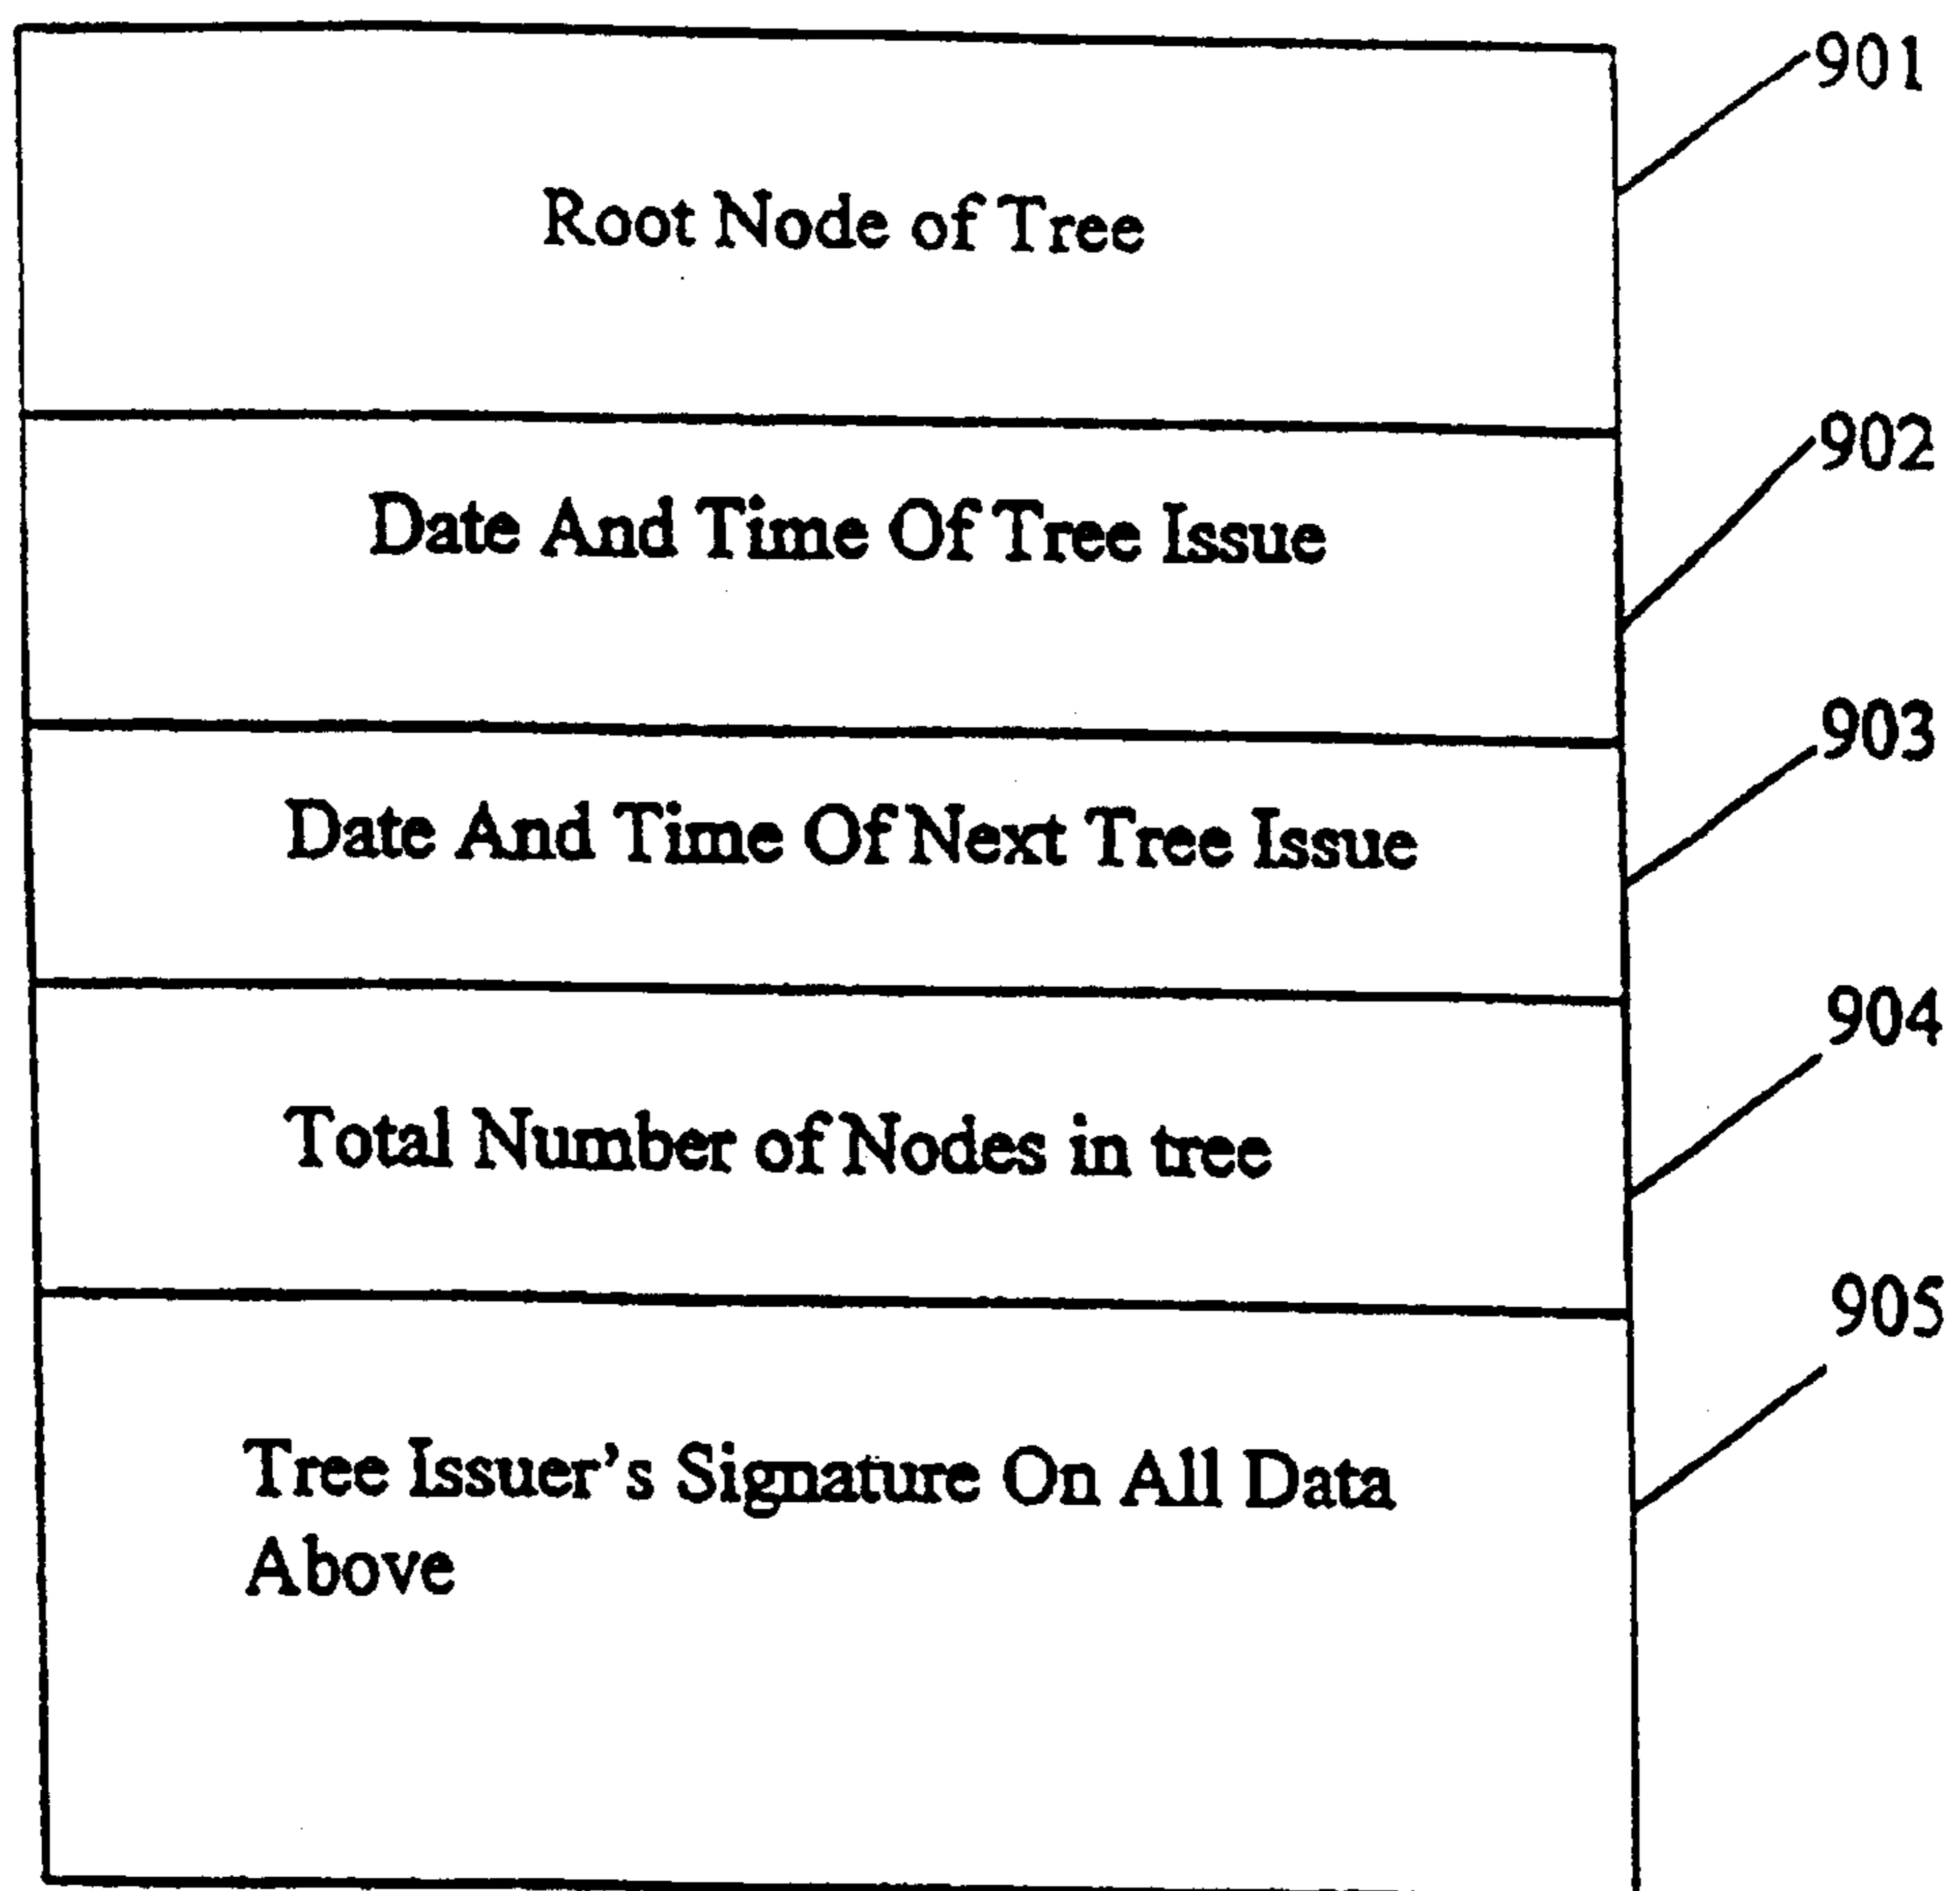 901
Root Node of Tree
902
Date And Time Of Tree Issue
903
Date And Time Of Next Tree Issue
904
Total Number of Nodes in tree
905
Tree Issuer's Signature On All Data
Above